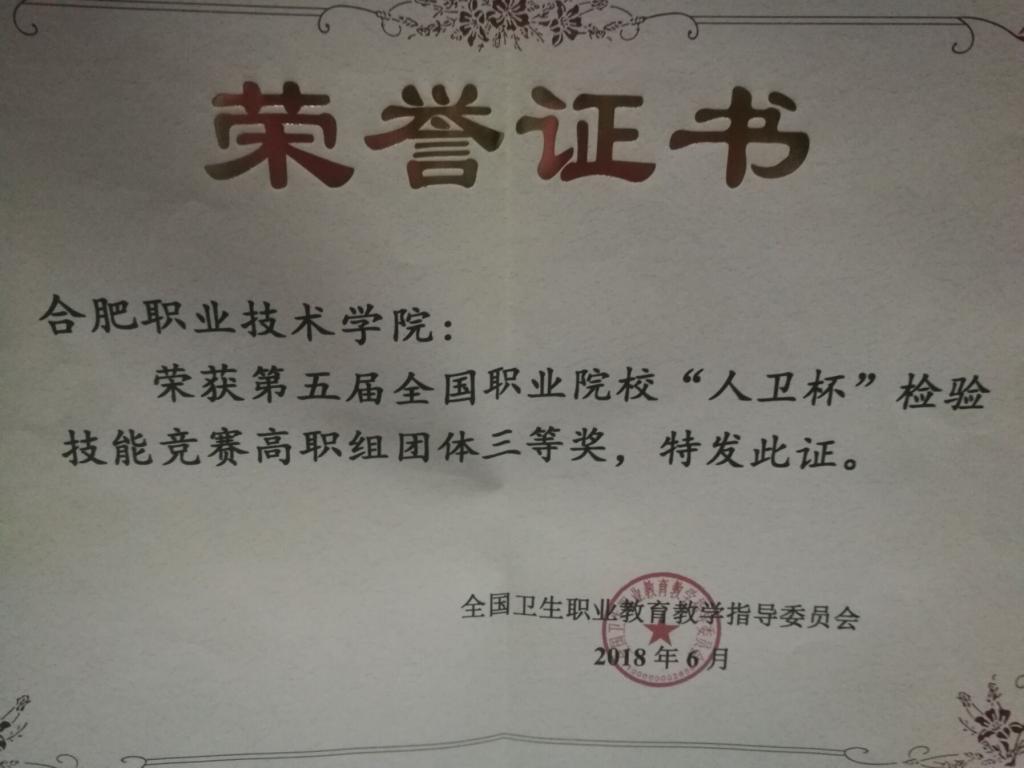 荣誉证书
合肥职业技术学院：
荣获第五届全国职业院校“人卫杯”检验
技能竞赛高职组团体三等奖，特发此证。
全国卫生职业教育教学指导委员会
2018年6月